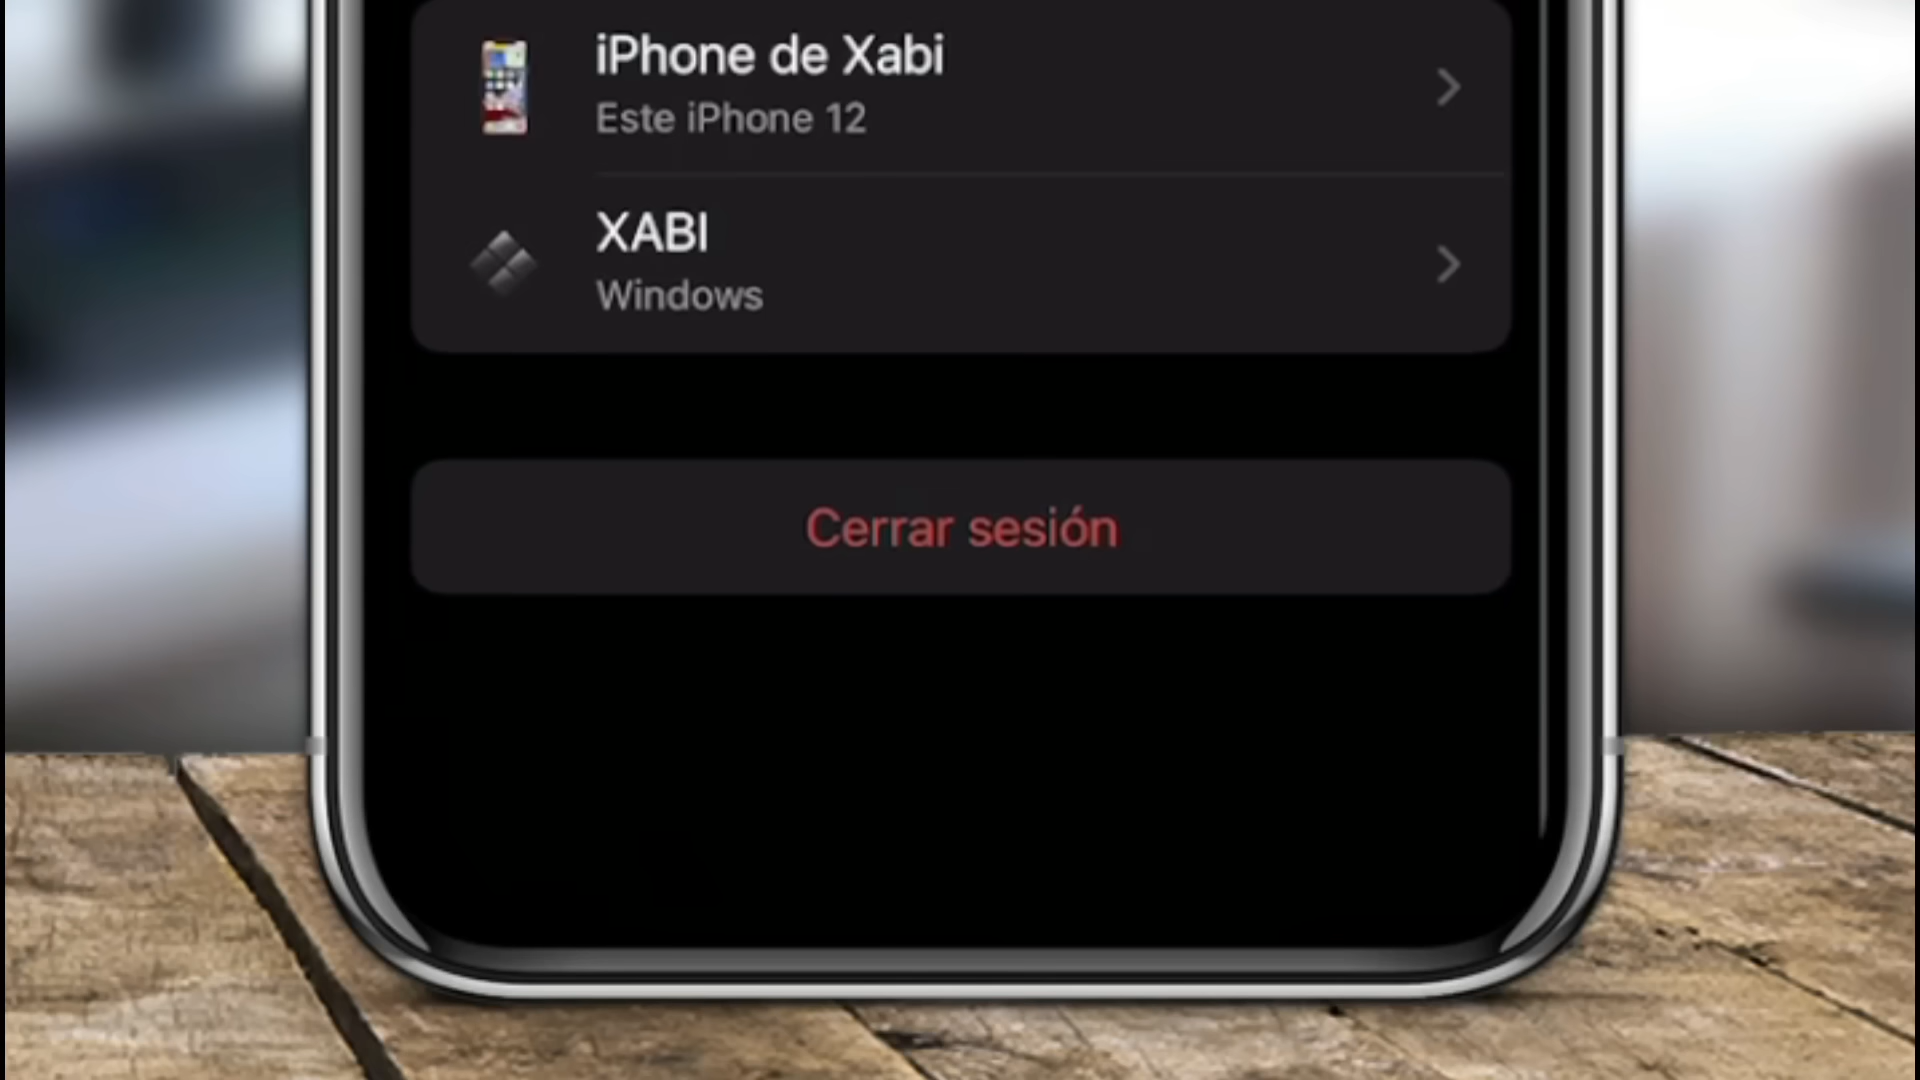 iPhone de Xabi
Este iPhone 12
XABI
Windows
Cerrar sesión